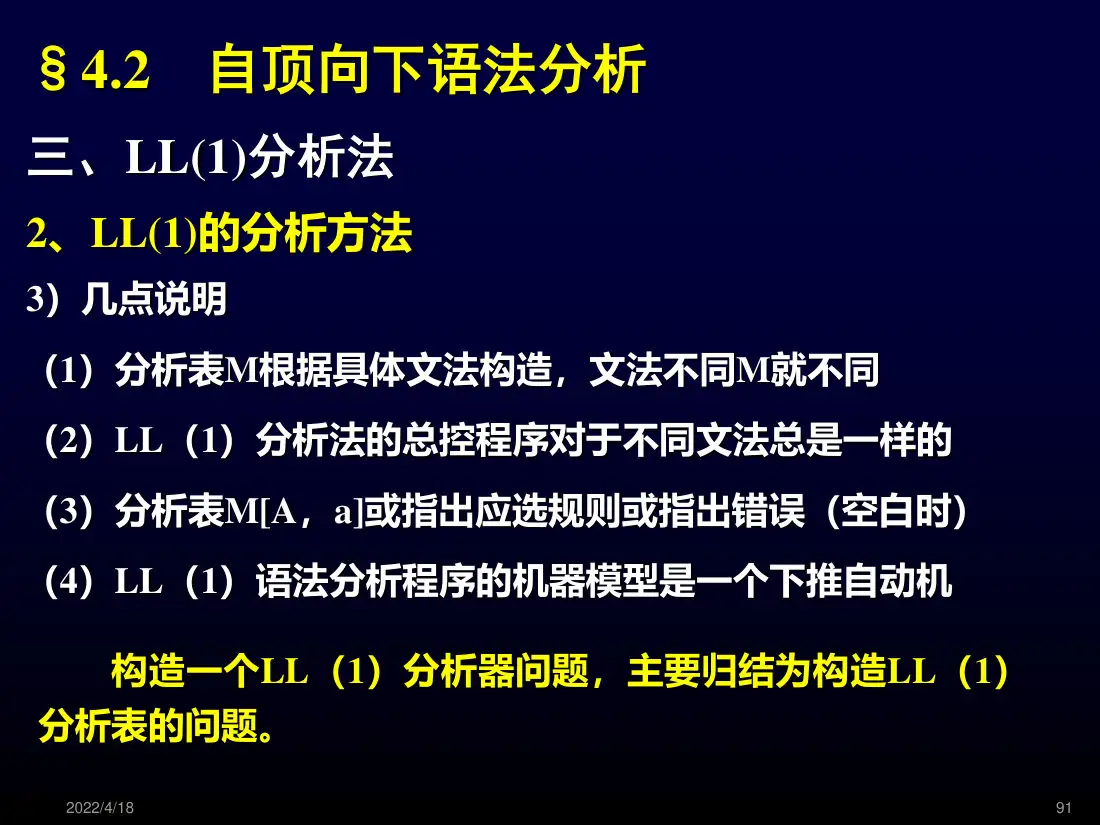 §4.2 自顶向下语法分析
三、LL(1)分析法
2、LL(1)的分析方法
3）几点说明
（1）分析表M根据具体文法构造，文法不同M就不同
（2）LL（1）分析法的总控程序对于不同文法总是一样的
（3）分析表M[A，a]或指出应选规则或指出错误（空白时）
（4）LL（1）语法分析程序的机器模型是一个下推自动机
构造一个LL（1）分析器问题，主要归结为构造LL（1）
分析表的问题。
2022/4/18
91